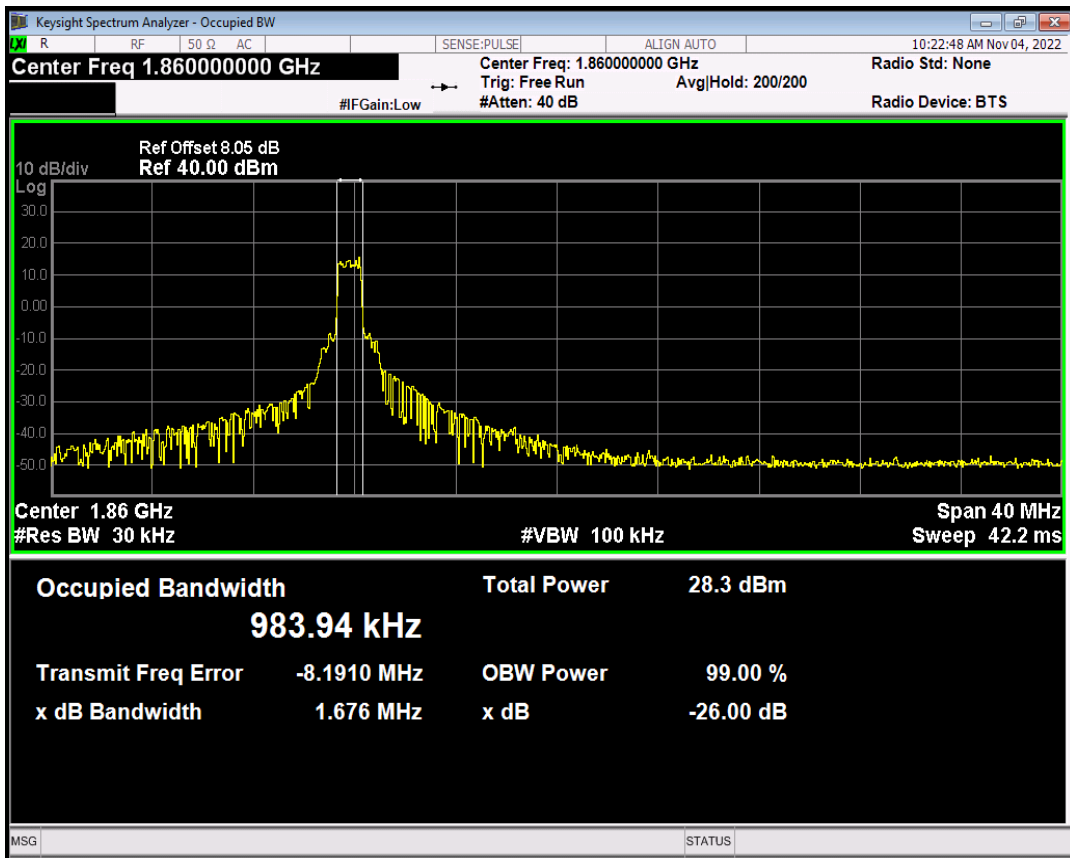 Keysight Spectrum Analyzer - Occupied BW
LXI R RF 50 Ω AC SENSE:PULSE ALIGN AUTO 10:22:48 AM Nov 04, 2022
Center Freq 1.860000000 GHz Center Freq: 1.860000000 GHz Radio Std: None
Trig: Free Run Avg|Hold: 200/200
#IFGain:Low #Atten: 40 dB Radio Device: BTS
Ref Offset 8.05 dB
10 dB/div Ref 40.00 dBm
Log
30.0
20.0
10.0
0.00
-10.0
-20.0
-30.0
-40.0
-50.0
Center 1.86 GHz Span 40 MHz
#Res BW 30 kHz #VBW 100 kHz Sweep 42.2 ms
Occupied Bandwidth Total Power 28.3 dBm
983.94 kHz
Transmit Freq Error -8.1910 MHz OBW Power 99.00 %
x dB Bandwidth 1.676 MHz x dB -26.00 dB
MSG STATUS